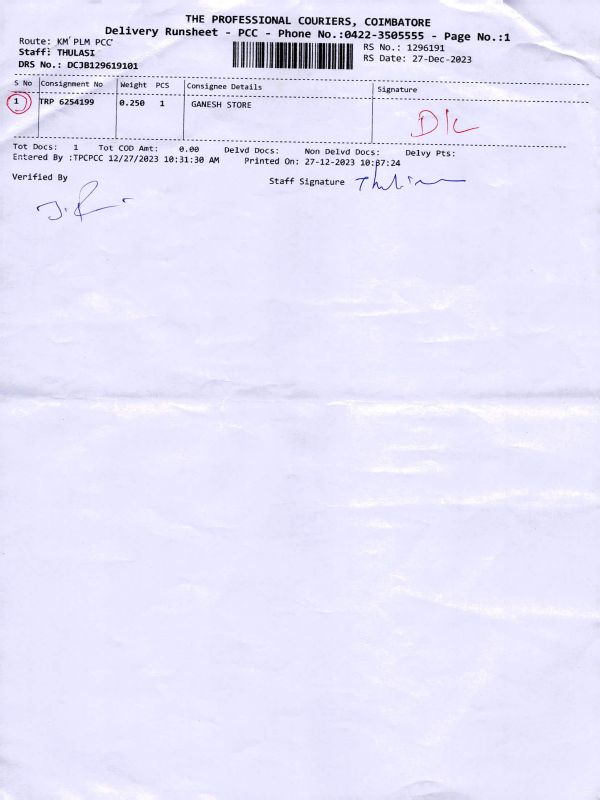 THE PROFESSIONAL COURIERS, COIMBATORE
Delivery Runsheet - PCC - Phone No.:0422-3505555 - Page No.:1
Route: KM PLM PCC
RS No.: 1296191
Staff: THULASI
RS Date: 27-Dec-2023
DRS No.: DCJB129619101
S No Consignment No Weight PCS Consignee Details Signature
1 TRP 6254199 0.250 1 GANESH STORE
D/L
Tot Docs: 1 Tot COD Amt: 0.00 Delvd Docs: Non Delvd Docs: Delvy Pts:
Entered By :TPCPCC 12/27/2023 10:31:30 AM Printed On: 27-12-2023 10:37:24
Verified By Staff Signature